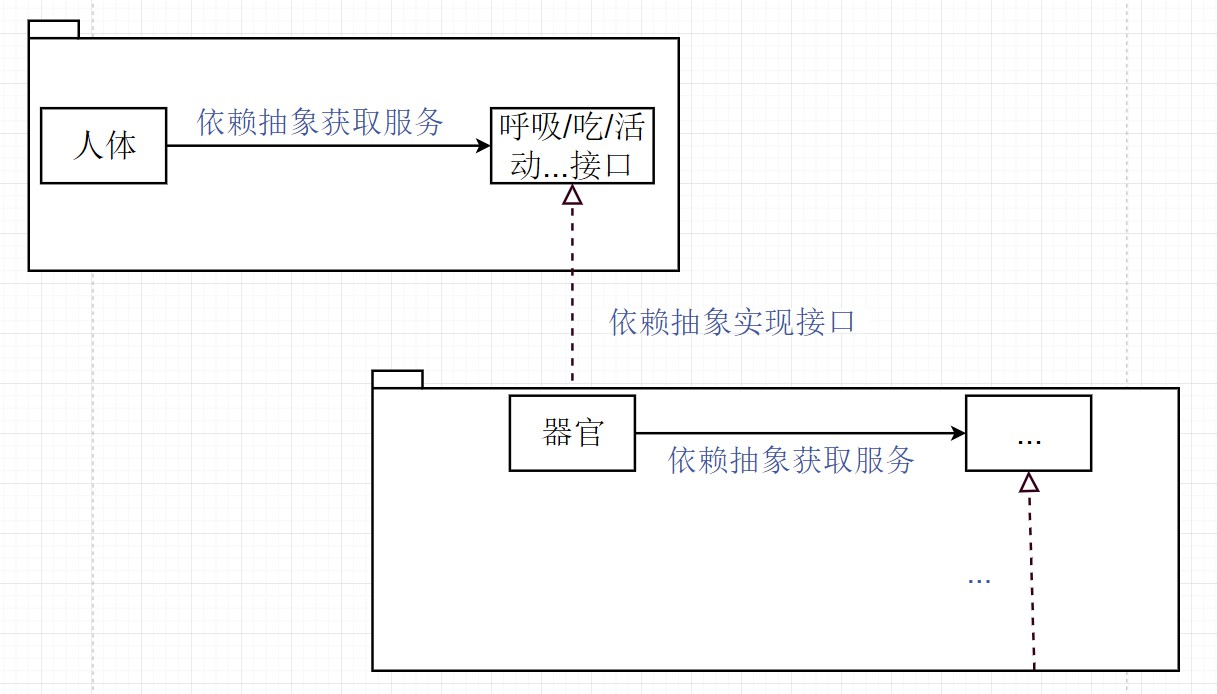 人体
依赖抽象获取服务
呼吸/吃/活
动...接口
依赖抽象实现接口
器官
依赖抽象获取服务
...
...